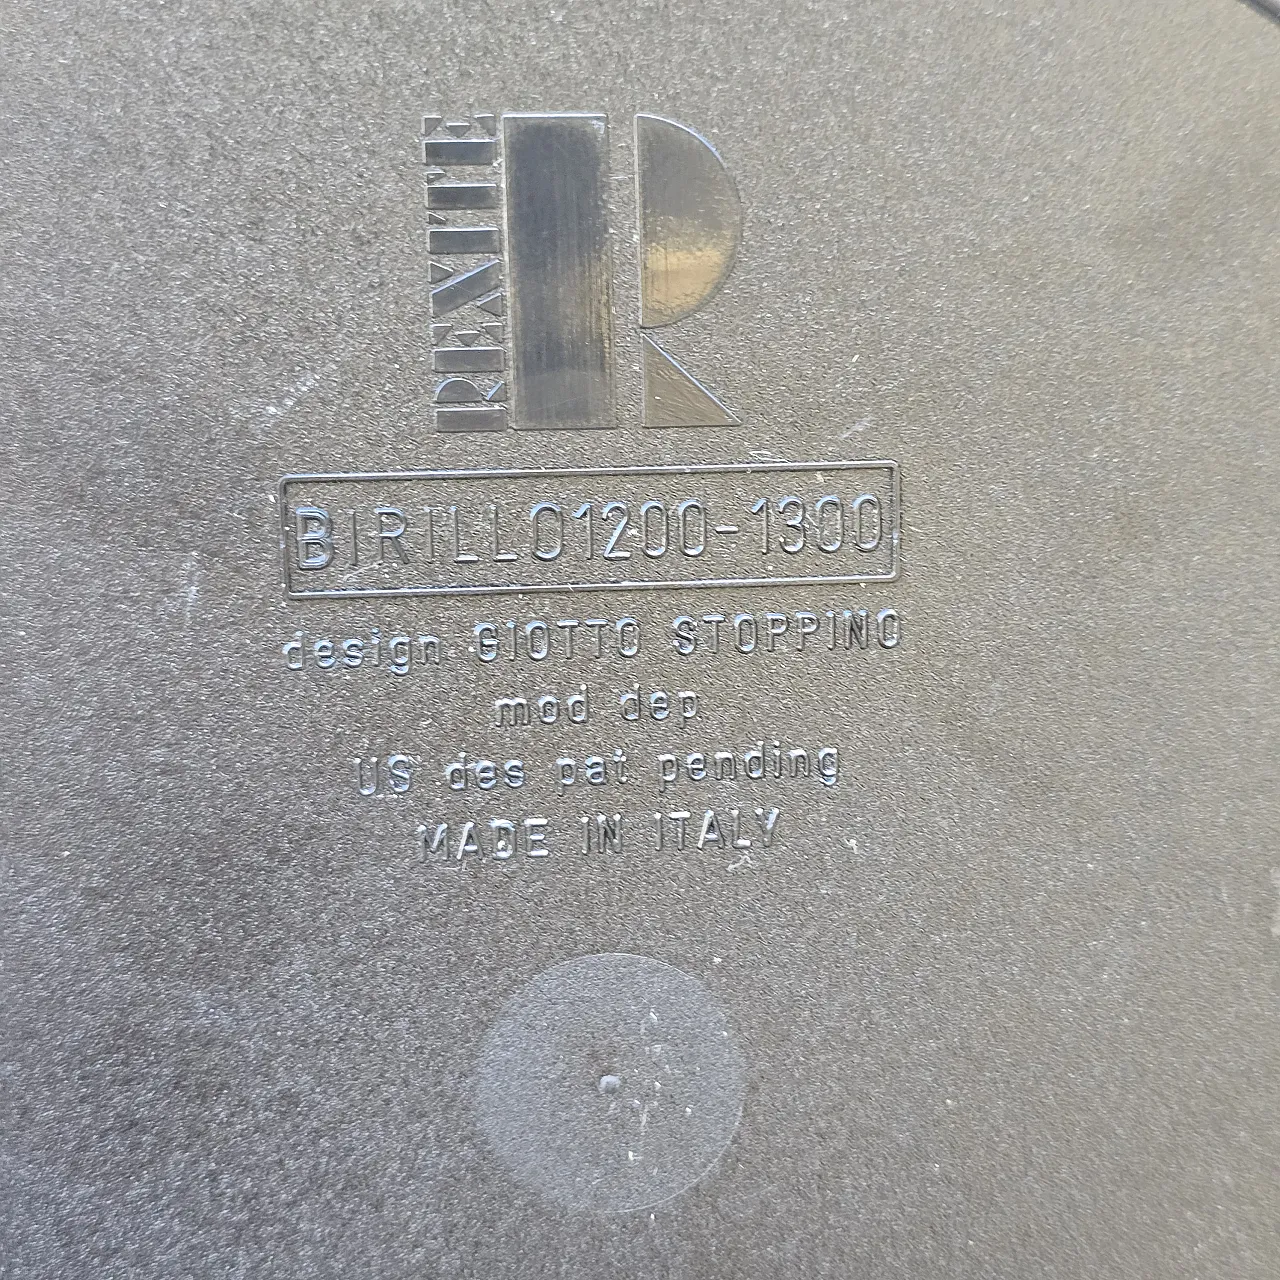 REXITE
R
BIRILLO1200-1300
design GIOTTO STOPPINO
mod dep
US des pat pending
MADE IN ITALY